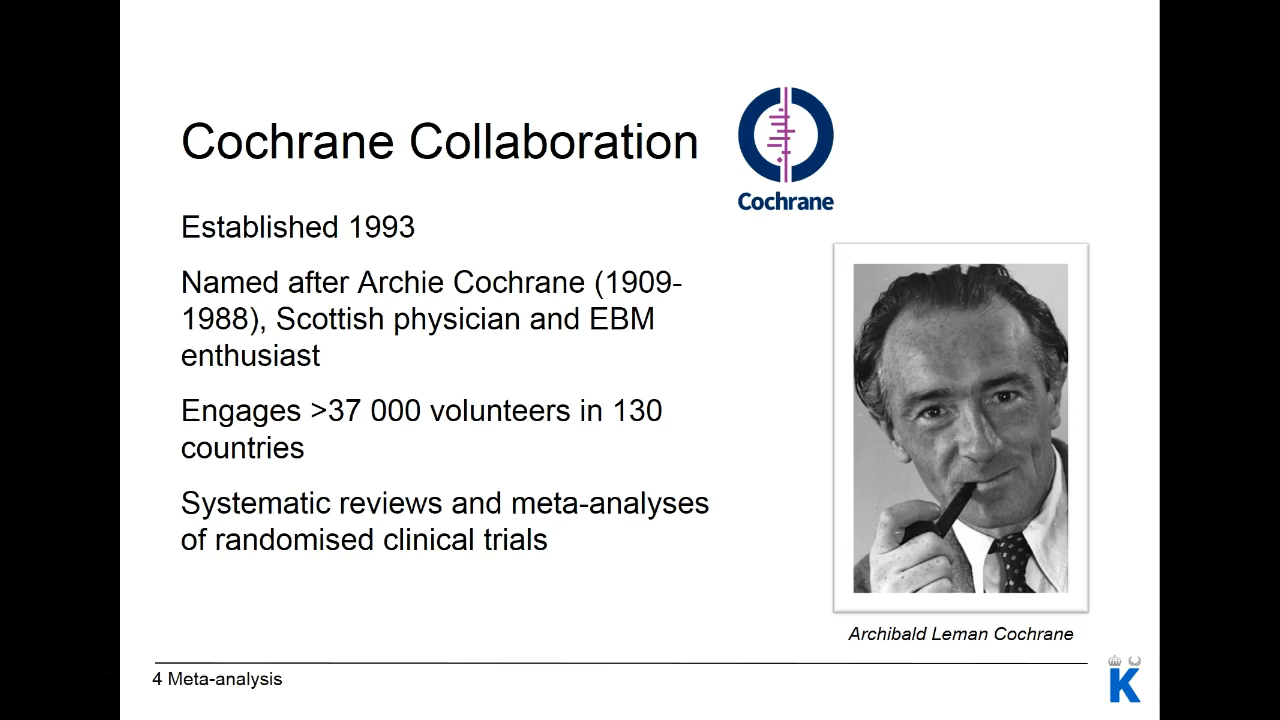 Cochrane Collaboration
Cochrane
Established 1993
Named after Archie Cochrane (1909-
1988), Scottish physician and EBM
enthusiast
Engages >37 000 volunteers in 130
countries
Systematic reviews and meta-analyses
of randomised clinical trials
Archibald Leman Cochrane
4 Meta-analysis
K